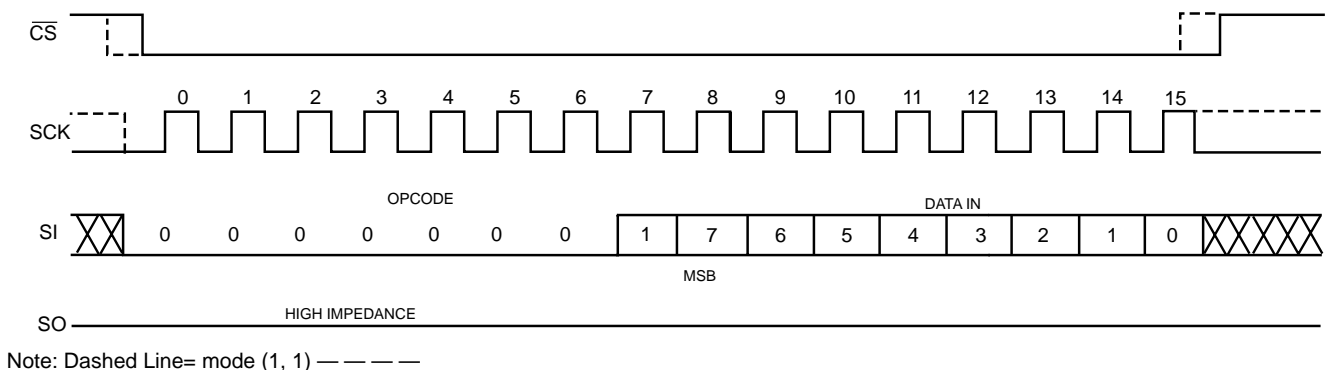 CS
0 1 2 3 4 5 6 7 8 9 10 11 12 13 14 15
SCK
OPCODE
DATA IN
SI 0 0 0 0 0 0 0 1 7 6 5 4 3 2 1 0
MSB
HIGH IMPEDANCE
SO
Note: Dashed Line= mode (1, 1) — — — —